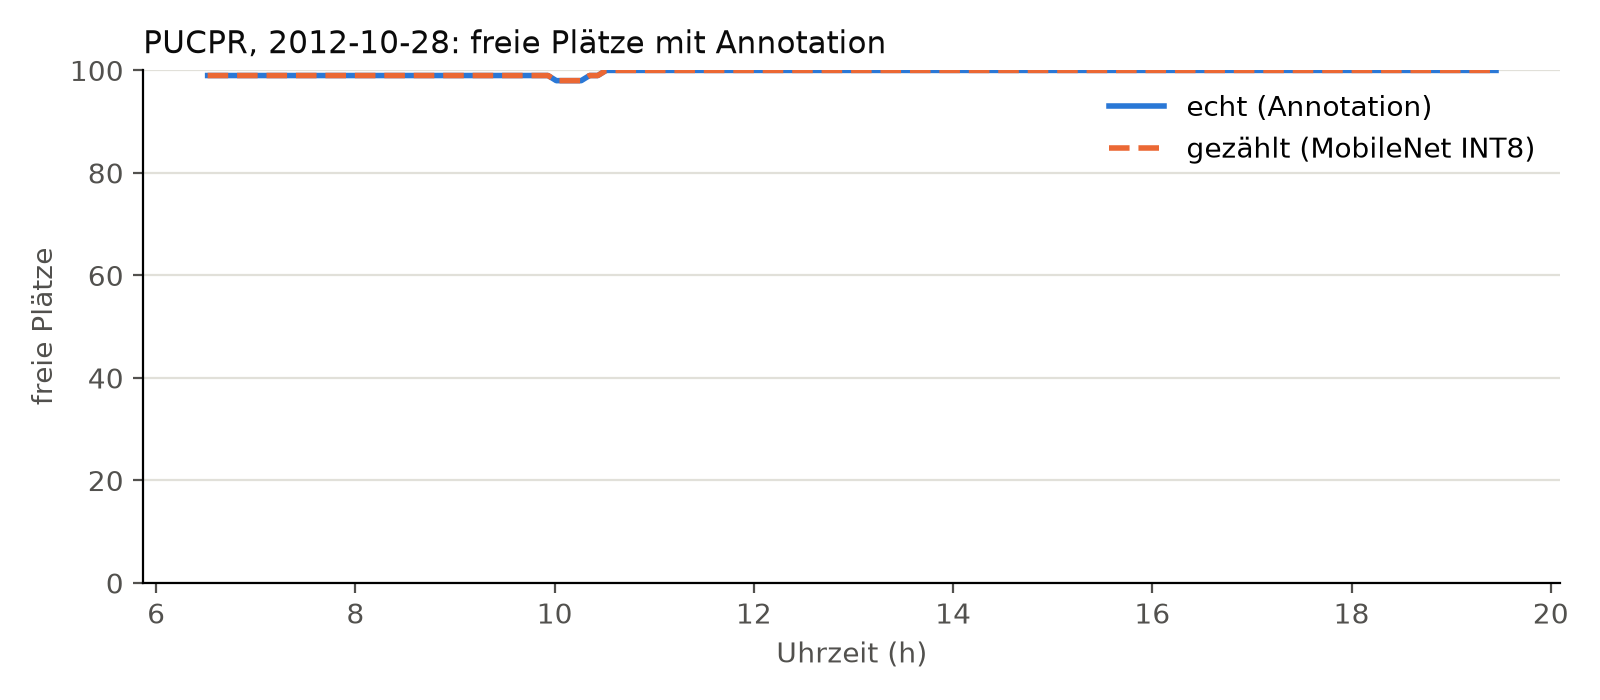 PUCPR, 2012-10-28: freie Plätze mit Annotation
echt (Annotation)
gezählt (MobileNet INT8)
freie Plätze
100
80
60
40
20
0
6 8 10 12 14 16 18 20
Uhrzeit (h)